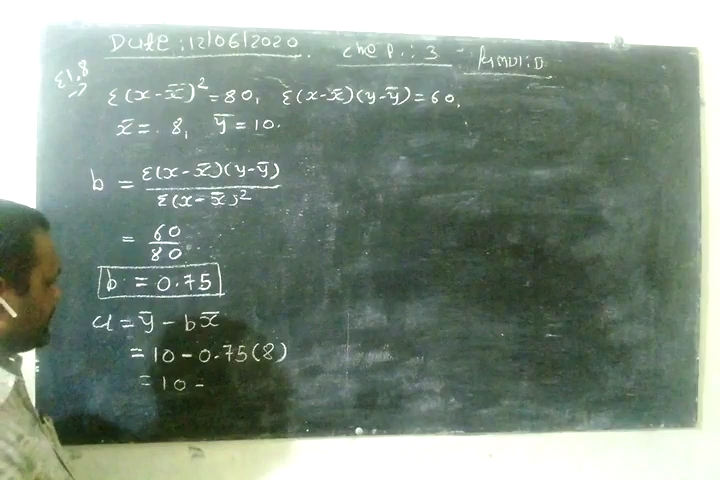 Date : 12/06/2020. chap.: 3
Σ(x-x̄)² = 80, Σ(x-x̄)(y-ȳ) = 60,
x̄ = 8, ȳ = 10.
b = Σ(x-x̄)(y-ȳ) / Σ(x-x̄)²
= 60/80
b = 0.75
a = ȳ - bx̄
= 10 - 0.75(8)
= 10 -